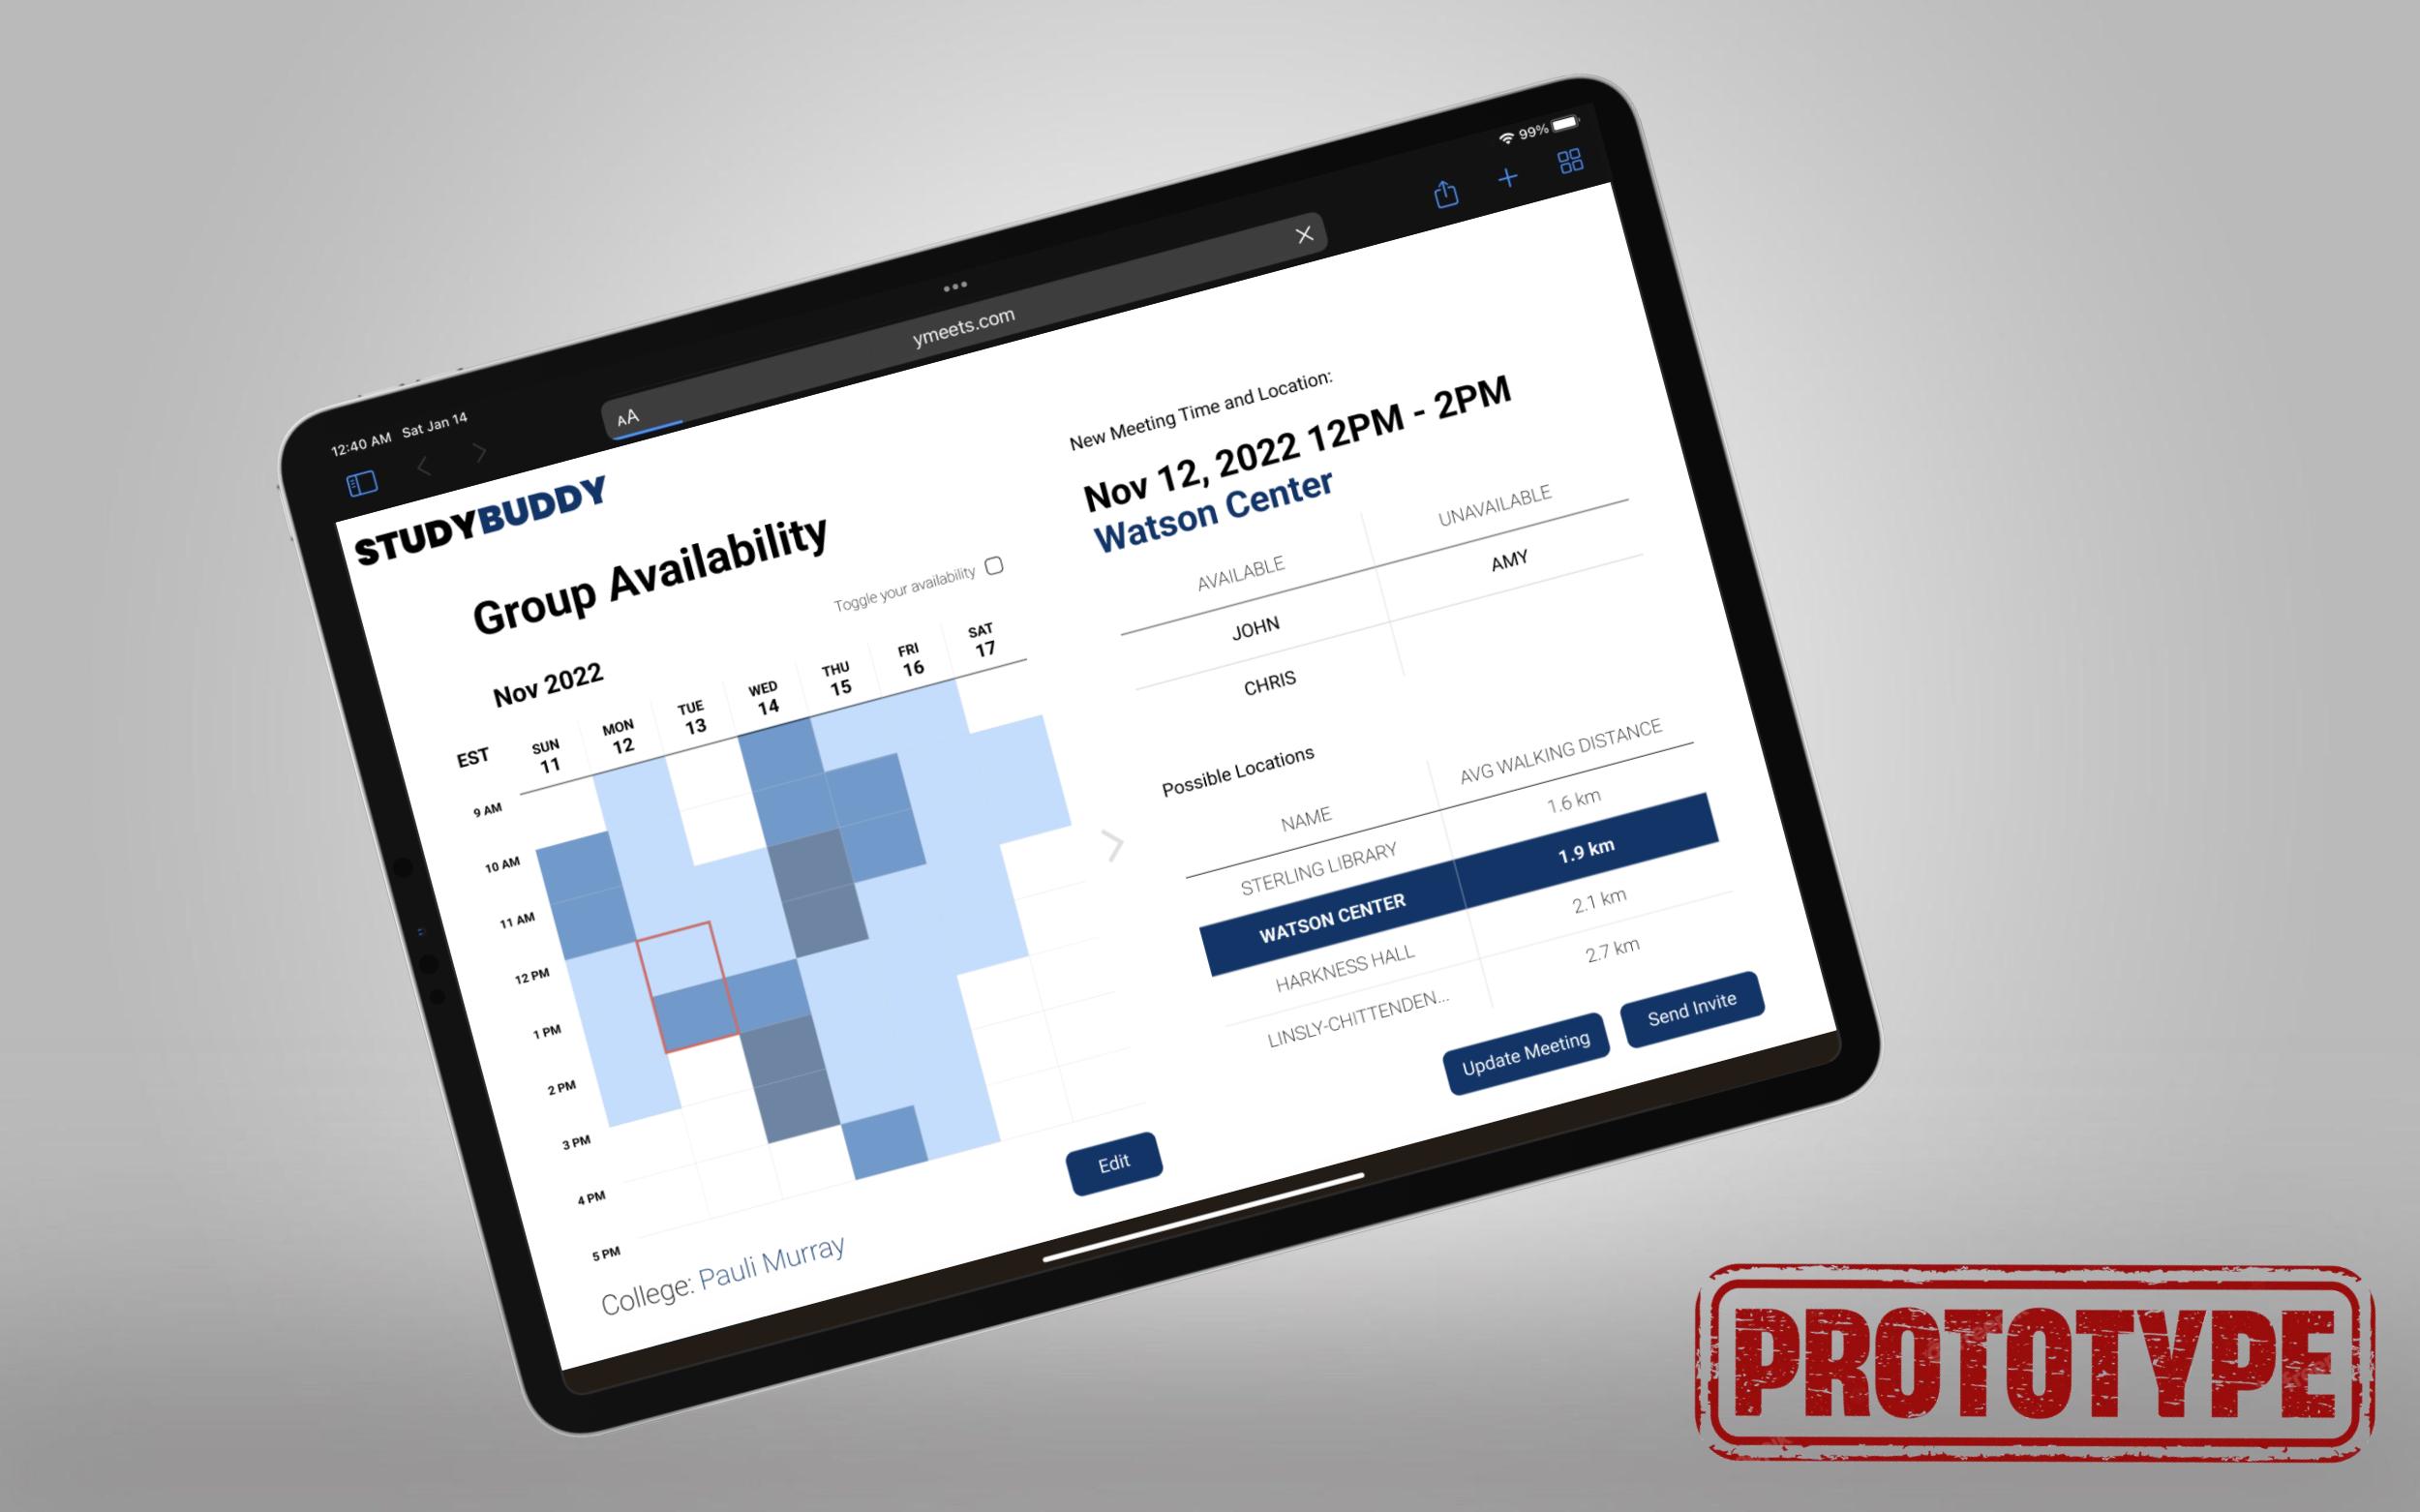 12:40 AM Sat Jan 14
99%
AA
ymeets.com
STUDYBUDDY
Group Availability
Toggle your availability
Nov 2022
EST
SUN 11
MON 12
TUE 13
WED 14
THU 15
FRI 16
SAT 17
9 AM
10 AM
11 AM
12 PM
1 PM
2 PM
3 PM
4 PM
5 PM
Edit
College: Pauli Murray
New Meeting Time and Location:
Nov 12, 2022 12PM - 2PM
Watson Center
AVAILABLE UNAVAILABLE
JOHN AMY
CHRIS
Possible Locations
NAME AVG WALKING DISTANCE
STERLING LIBRARY 1.6 km
WATSON CENTER 1.9 km
HARKNESS HALL 2.1 km
LINSLY-CHITTENDEN... 2.7 km
Update Meeting
Send Invite
PROTOTYPE